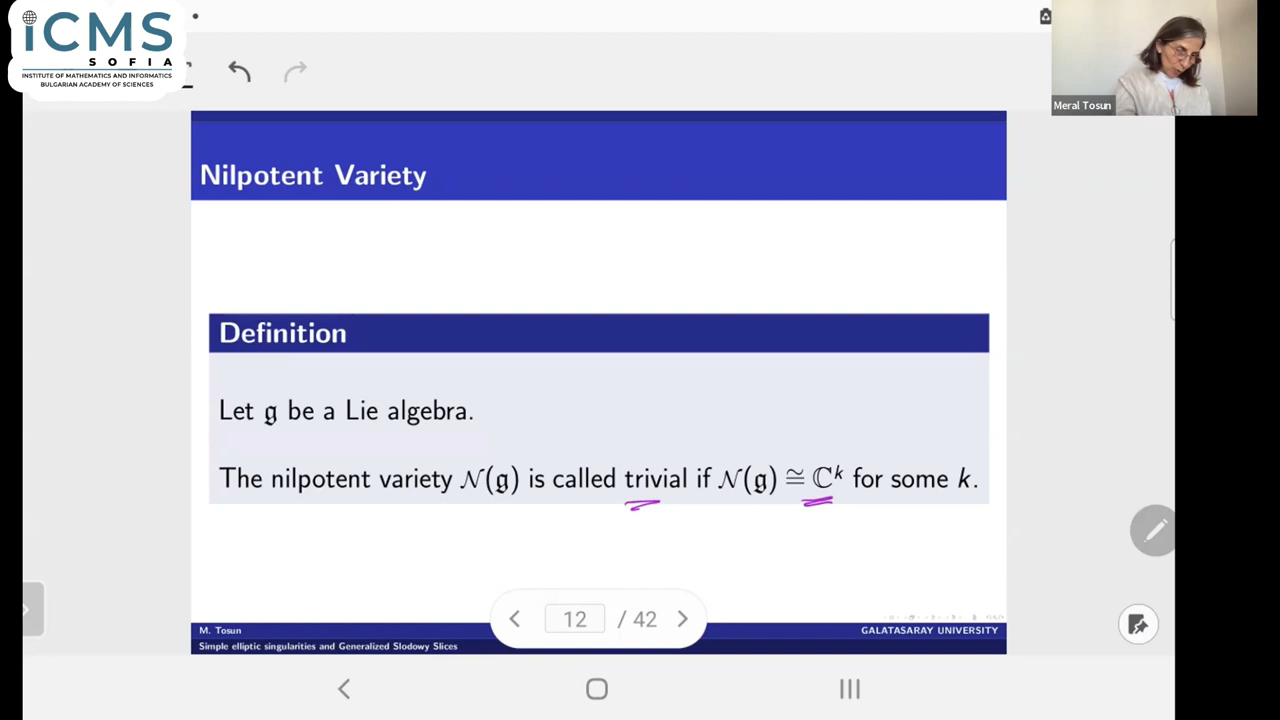 iCMS
SOFIA
INSTITUTE OF MATHEMATICS AND INFORMATICS
BULGARIAN ACADEMY OF SCIENCES
Meral Tosun
Nilpotent Variety
Definition
Let 𝔤 be a Lie algebra.
The nilpotent variety 𝒩(𝔤) is called trivial if 𝒩(𝔤) ≅ ℂᵏ for some k.
12 / 42
M. Tosun
GALATASARAY UNIVERSITY
Simple elliptic singularities and Generalized Slodowy Slices